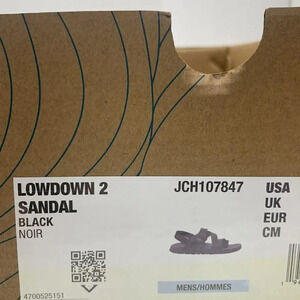 LOWDOWN 2
SANDAL
BLACK
NOIR
JCH107847
USA
UK
EUR
CM
4700525151
MENS/HOMMES